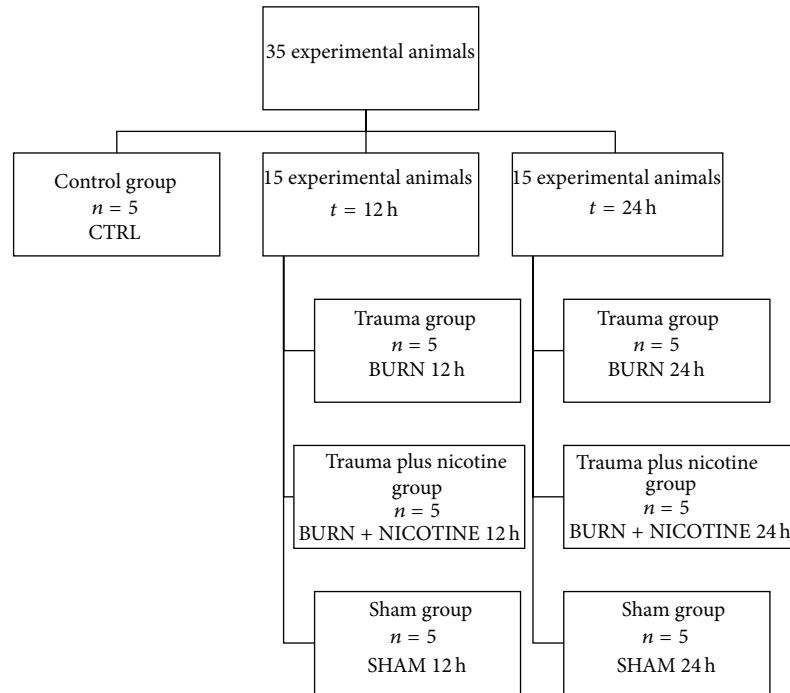 35 experimental animals
Control group
n = 5
CTRL
15 experimental animals
t = 12 h
15 experimental animals
t = 24 h
Trauma group
n = 5
BURN 12 h
Trauma group
n = 5
BURN 24 h
Trauma plus nicotine
group
n = 5
BURN + NICOTINE 12 h
Trauma plus nicotine
group
n = 5
BURN + NICOTINE 24 h
Sham group
n = 5
SHAM 12 h
Sham group
n = 5
SHAM 24 h